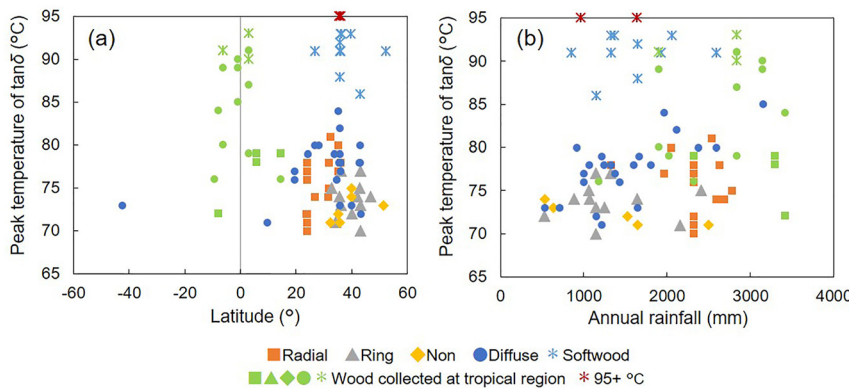 (a)
Peak temperature of tanδ (°C)
95
90
85
80
75
70
65
-60
-40
-20
0
20
40
60
Latitude (°)
(b)
Peak temperature of tanδ (°C)
95
90
85
80
75
70
65
0
1000
2000
3000
4000
Annual rainfall (mm)
Radial
Ring
Non
Diffuse
Softwood
Wood collected at tropical region
95+ °C